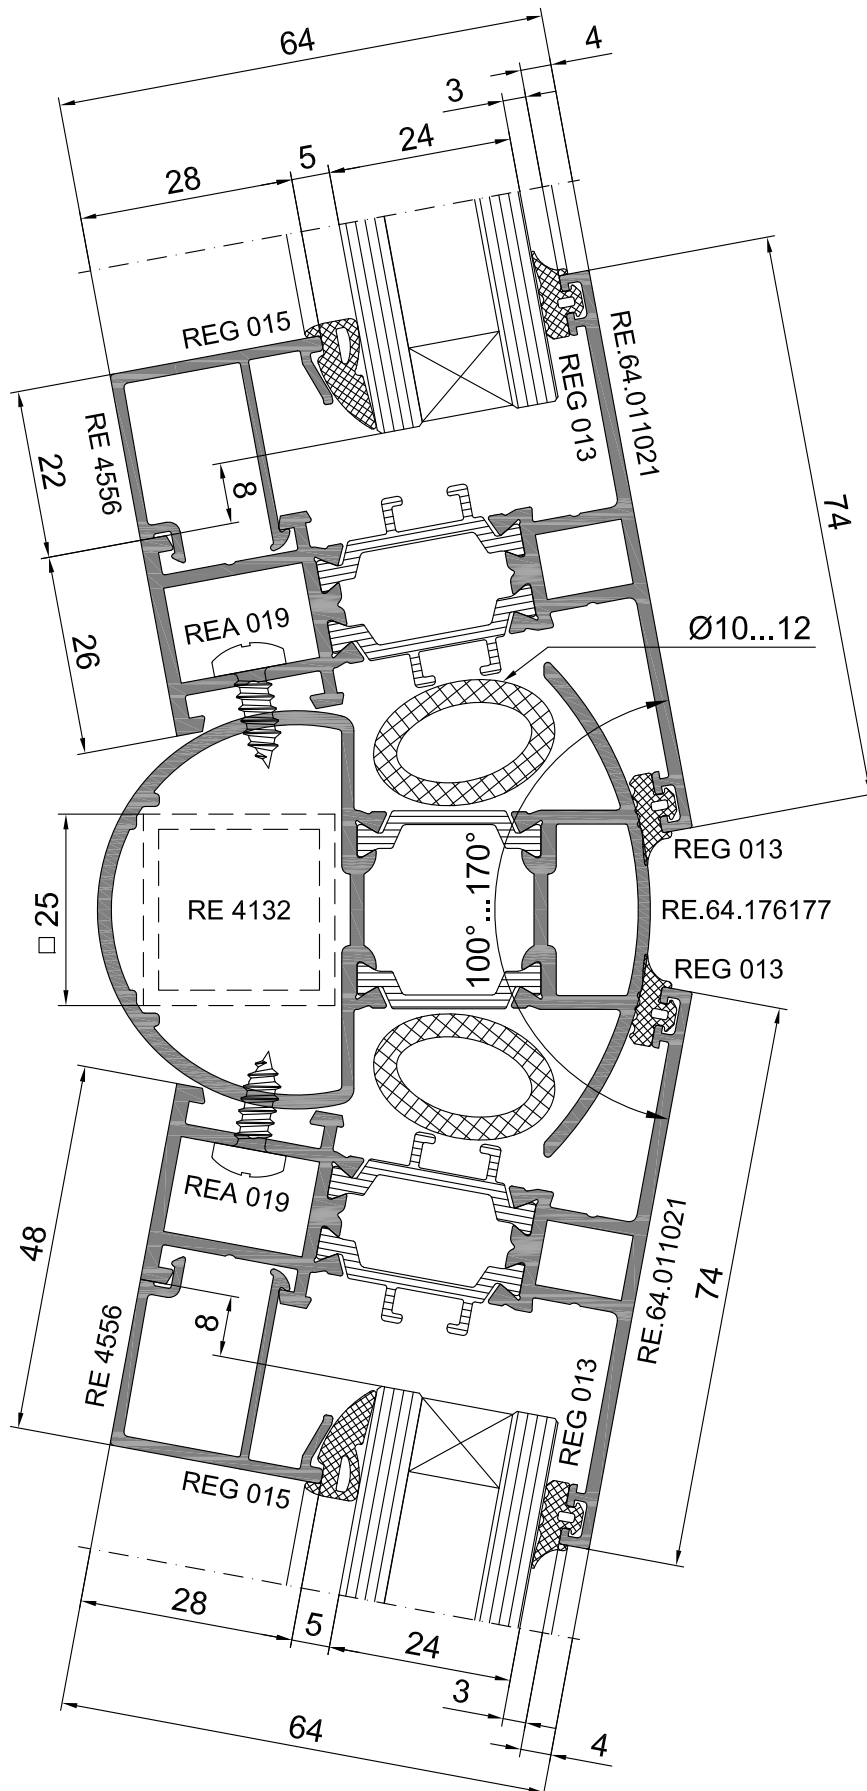 64
4
3
24
5
28
REG 015
RE.64.011021
REG 013
RE 4556
22
8
74
REA 019
26
Ø10...12
REG 013
□ 25
RE 4132
100°...170°
RE.64.176177
REG 013
REA 019
48
RE.64.011021
74
8
RE 4556
REG 013
REG 015
28
5
24
3
64
4